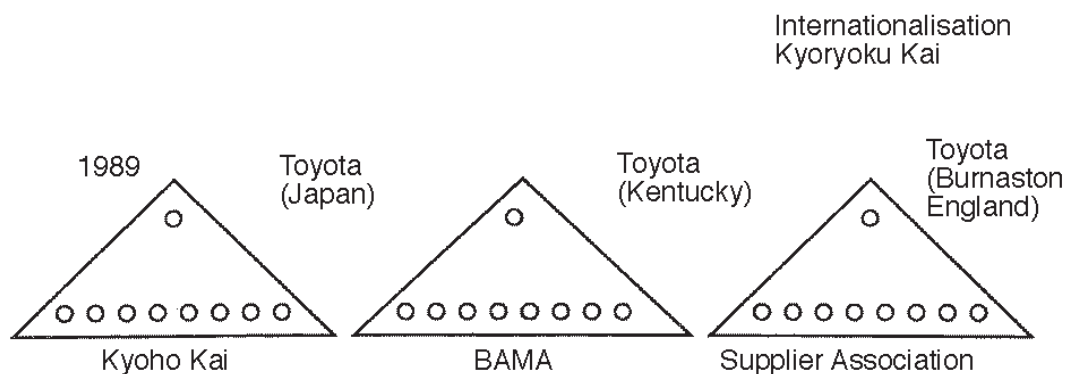 Internationalisation
Kyoryoku Kai
1989
Toyota
(Japan)
Toyota
(Kentucky)
Toyota
(Burnaston
England)
Kyoho Kai
BAMA
Supplier Association